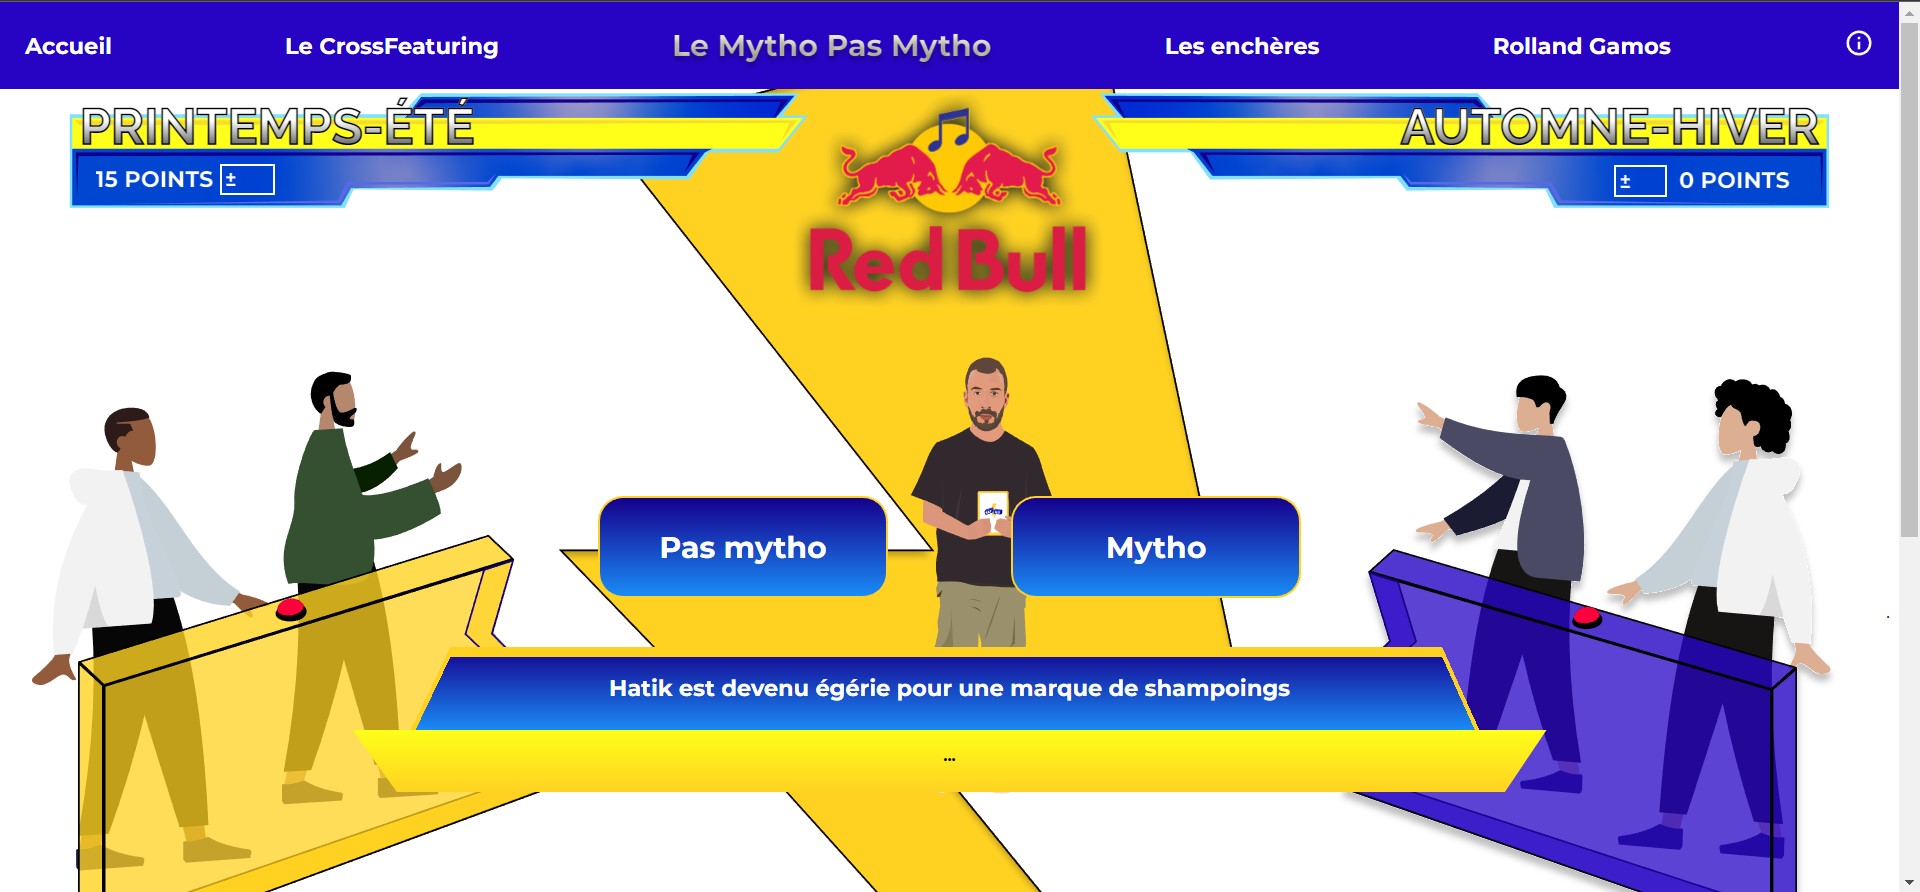 Accueil
Le CrossFeaturing
Le Mytho Pas Mytho
Les enchères
Rolland Gamos
PRINTEMPS-ÉTÉ
15 POINTS ±
AUTOMNE-HIVER
± 0 POINTS
Red Bull
Pas mytho
Mytho
Hatik est devenu égérie pour une marque de shampoings
...